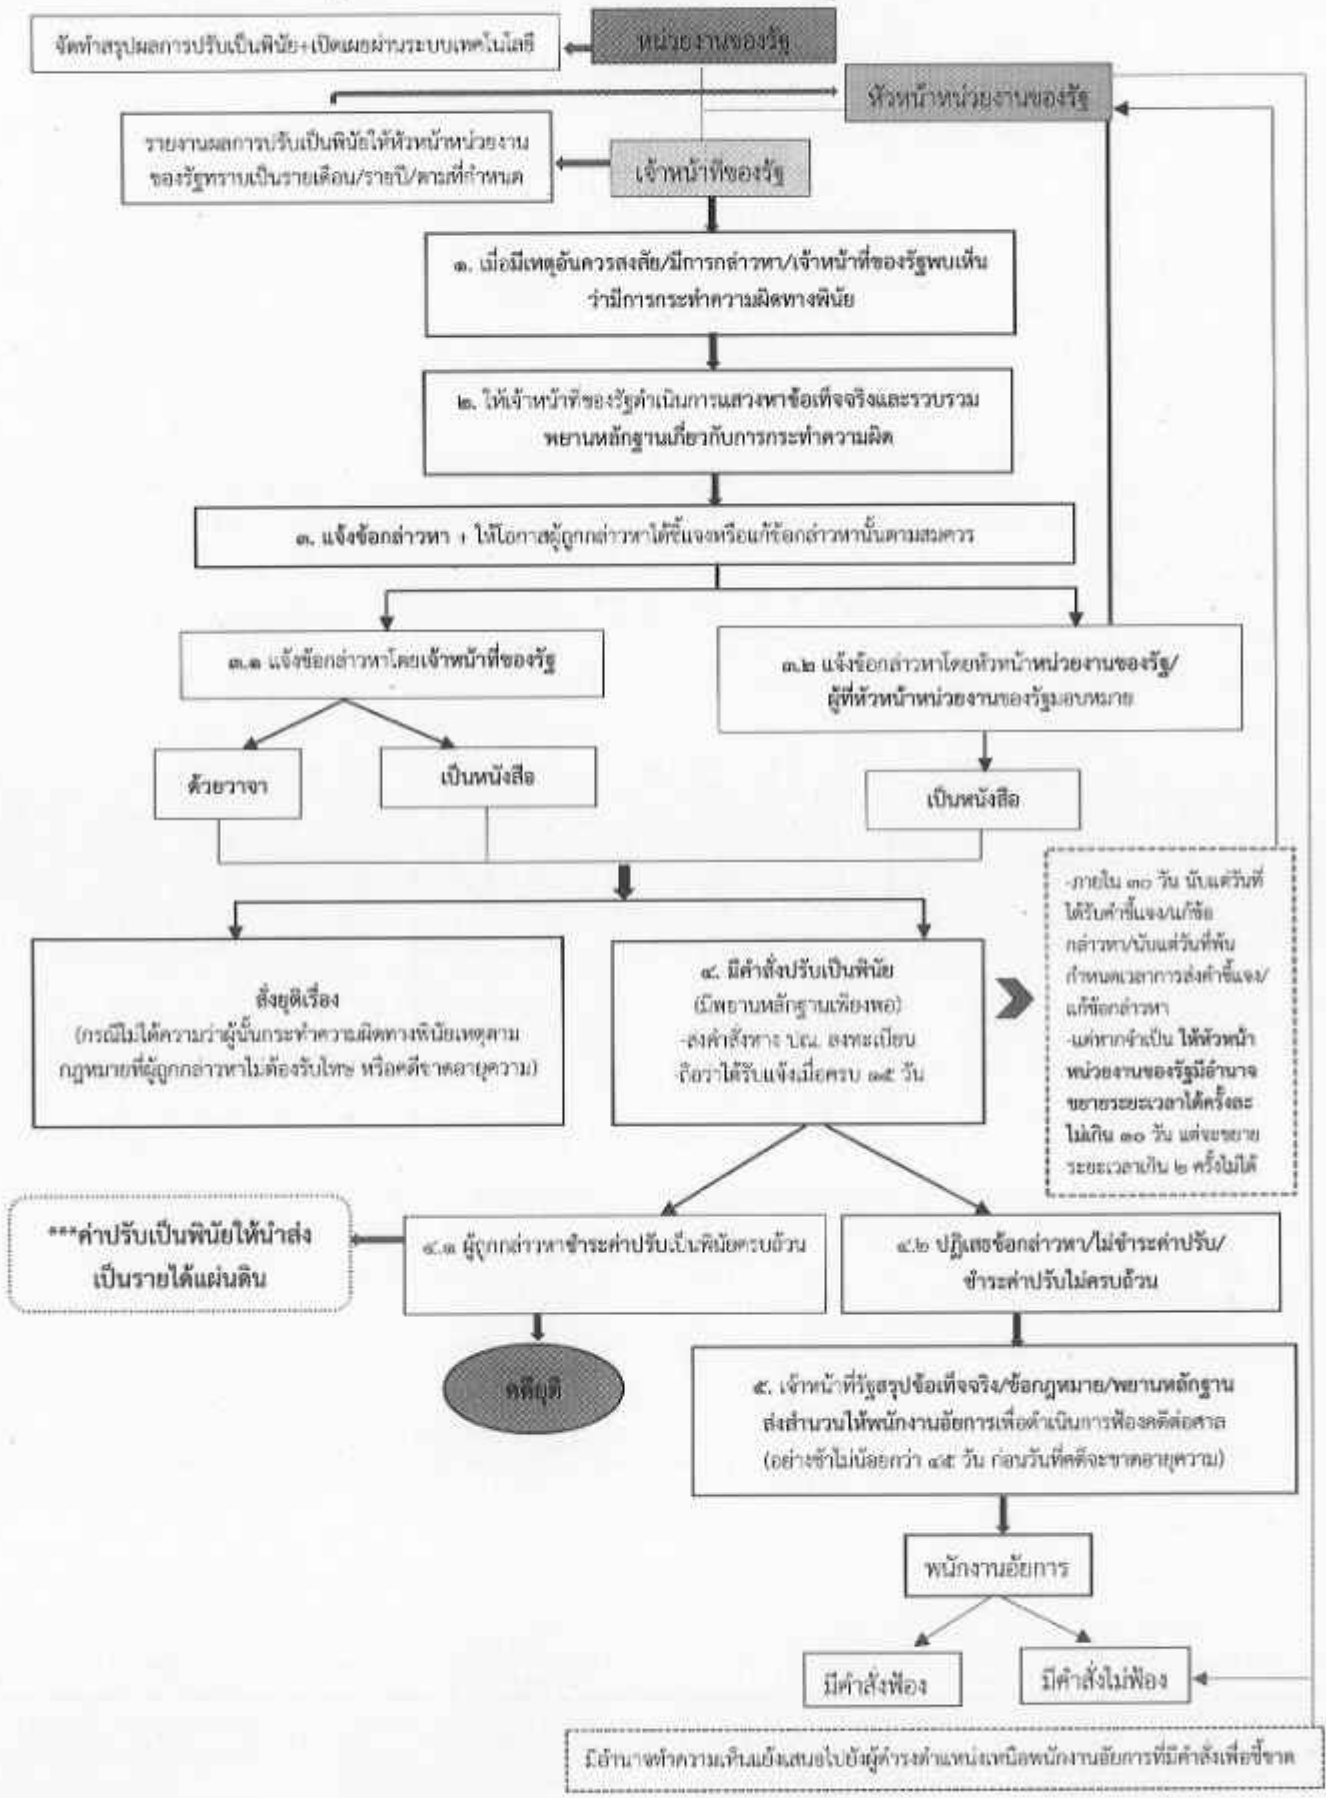 หน่วยงานของรัฐ
จัดทำสรุปผลการปรับเป็นพินัย+เปิดเผยผ่านระบบเทคโนโลยี
หัวหน้าหน่วยงานของรัฐ
รายงานผลการปรับเป็นพินัยให้หัวหน้าหน่วยงาน
ของรัฐทราบเป็นรายเดือน/รายปี/ตามที่กำหนด
เจ้าหน้าที่ของรัฐ
๑. เมื่อมีเหตุอันควรสงสัย/มีการกล่าวหา/เจ้าหน้าที่ของรัฐพบเห็น
ว่ามีการกระทำความผิดทางพินัย
๒. ให้เจ้าหน้าที่ของรัฐดำเนินการแสวงหาข้อเท็จจริงและรวบรวม
พยานหลักฐานเกี่ยวกับการกระทำความผิด
๓. แจ้งข้อกล่าวหา + ให้โอกาสผู้ถูกกล่าวหาได้ชี้แจงหรือแก้ข้อกล่าวหานั้นตามสมควร
๓.๑ แจ้งข้อกล่าวหาโดยเจ้าหน้าที่ของรัฐ
๓.๒ แจ้งข้อกล่าวหาโดยหัวหน้าหน่วยงานของรัฐ/
ผู้ที่หัวหน้าหน่วยงานของรัฐมอบหมาย
ด้วยวาจา
เป็นหนังสือ
เป็นหนังสือ
สั่งยุติเรื่อง
(กรณีไม่ได้ความว่าผู้นั้นกระทำความผิดทางพินัยเหตุตาม
กฎหมายที่ผู้ถูกกล่าวหาไม่ต้องรับโทษ หรือคดีขาดอายุความ)
๔. มีคำสั่งปรับเป็นพินัย
(มีพยานหลักฐานเพียงพอ)
-ส่งคำสั่งทาง ปณ. ลงทะเบียน
-ถือว่าได้รับแจ้งเมื่อครบ ๑๕ วัน
-ภายใน ๓๐ วัน นับแต่วันที่
ได้รับคำชี้แจง/แก้ข้อ
กล่าวหา/นับแต่วันที่พ้น
กำหนดเวลาการส่งคำชี้แจง/
แก้ข้อกล่าวหา
-แต่หากจำเป็น ให้หัวหน้า
หน่วยงานของรัฐมีอำนาจ
ขยายระยะเวลาได้ครั้งละ
ไม่เกิน ๓๐ วัน แต่จะขยาย
ระยะเวลาเกิน ๒ ครั้งไม่ได้
***ค่าปรับเป็นพินัยให้นำส่ง
เป็นรายได้แผ่นดิน
๔.๑ ผู้ถูกกล่าวหาชำระค่าปรับเป็นพินัยครบถ้วน
๔.๒ ปฏิเสธข้อกล่าวหา/ไม่ชำระค่าปรับ/
ชำระค่าปรับไม่ครบถ้วน
คดียุติ
๕. เจ้าหน้าที่รัฐสรุปข้อเท็จจริง/ข้อกฎหมาย/พยานหลักฐาน
ส่งสำนวนให้พนักงานอัยการเพื่อดำเนินการฟ้องคดีต่อศาล
(อย่างช้าไม่น้อยกว่า ๔๕ วัน ก่อนวันที่คดีจะขาดอายุความ)
พนักงานอัยการ
มีคำสั่งฟ้อง
มีคำสั่งไม่ฟ้อง
มีอำนาจทำความเห็นแย้งเสนอไปยังผู้ดำรงตำแหน่งเหนือพนักงานอัยการที่มีคำสั่งเพื่อชี้ขาด